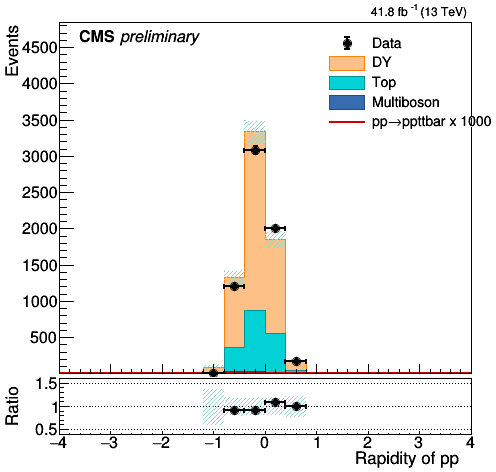 41.8 fb⁻¹ (13 TeV)
CMS preliminary
Events
4500
4000
3500
3000
2500
2000
1500
1000
500
Data
DY
Top
Multiboson
pp→ppttbar x 1000
Ratio
1.5
1
0.5
−4 −3 −2 −1 0 1 2 3 4
Rapidity of pp